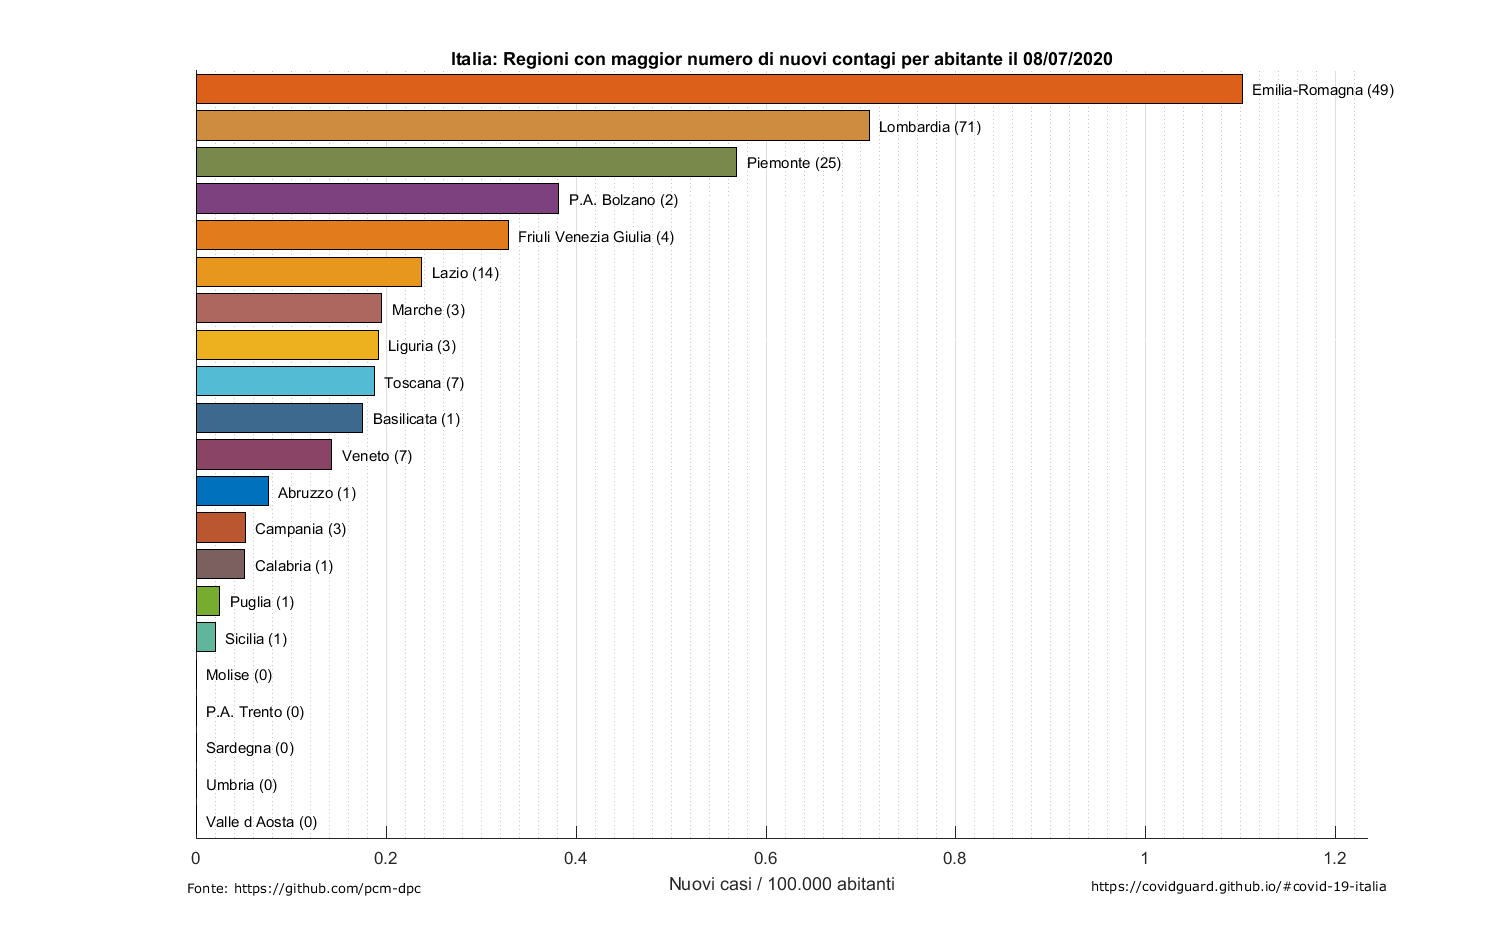 Italia: Regioni con maggior numero di nuovi contagi per abitante il 08/07/2020
Emilia-Romagna (49)
Lombardia (71)
Piemonte (25)
P.A. Bolzano (2)
Friuli Venezia Giulia (4)
Lazio (14)
Marche (3)
Liguria (3)
Toscana (7)
Basilicata (1)
Veneto (7)
Abruzzo (1)
Campania (3)
Calabria (1)
Puglia (1)
Sicilia (1)
Molise (0)
P.A. Trento (0)
Sardegna (0)
Umbria (0)
Valle d Aosta (0)
0 0.2 0.4 0.6 0.8 1 1.2
Nuovi casi / 100.000 abitanti
Fonte: https://github.com/pcm-dpc
https://covidguard.github.io/#covid-19-italia